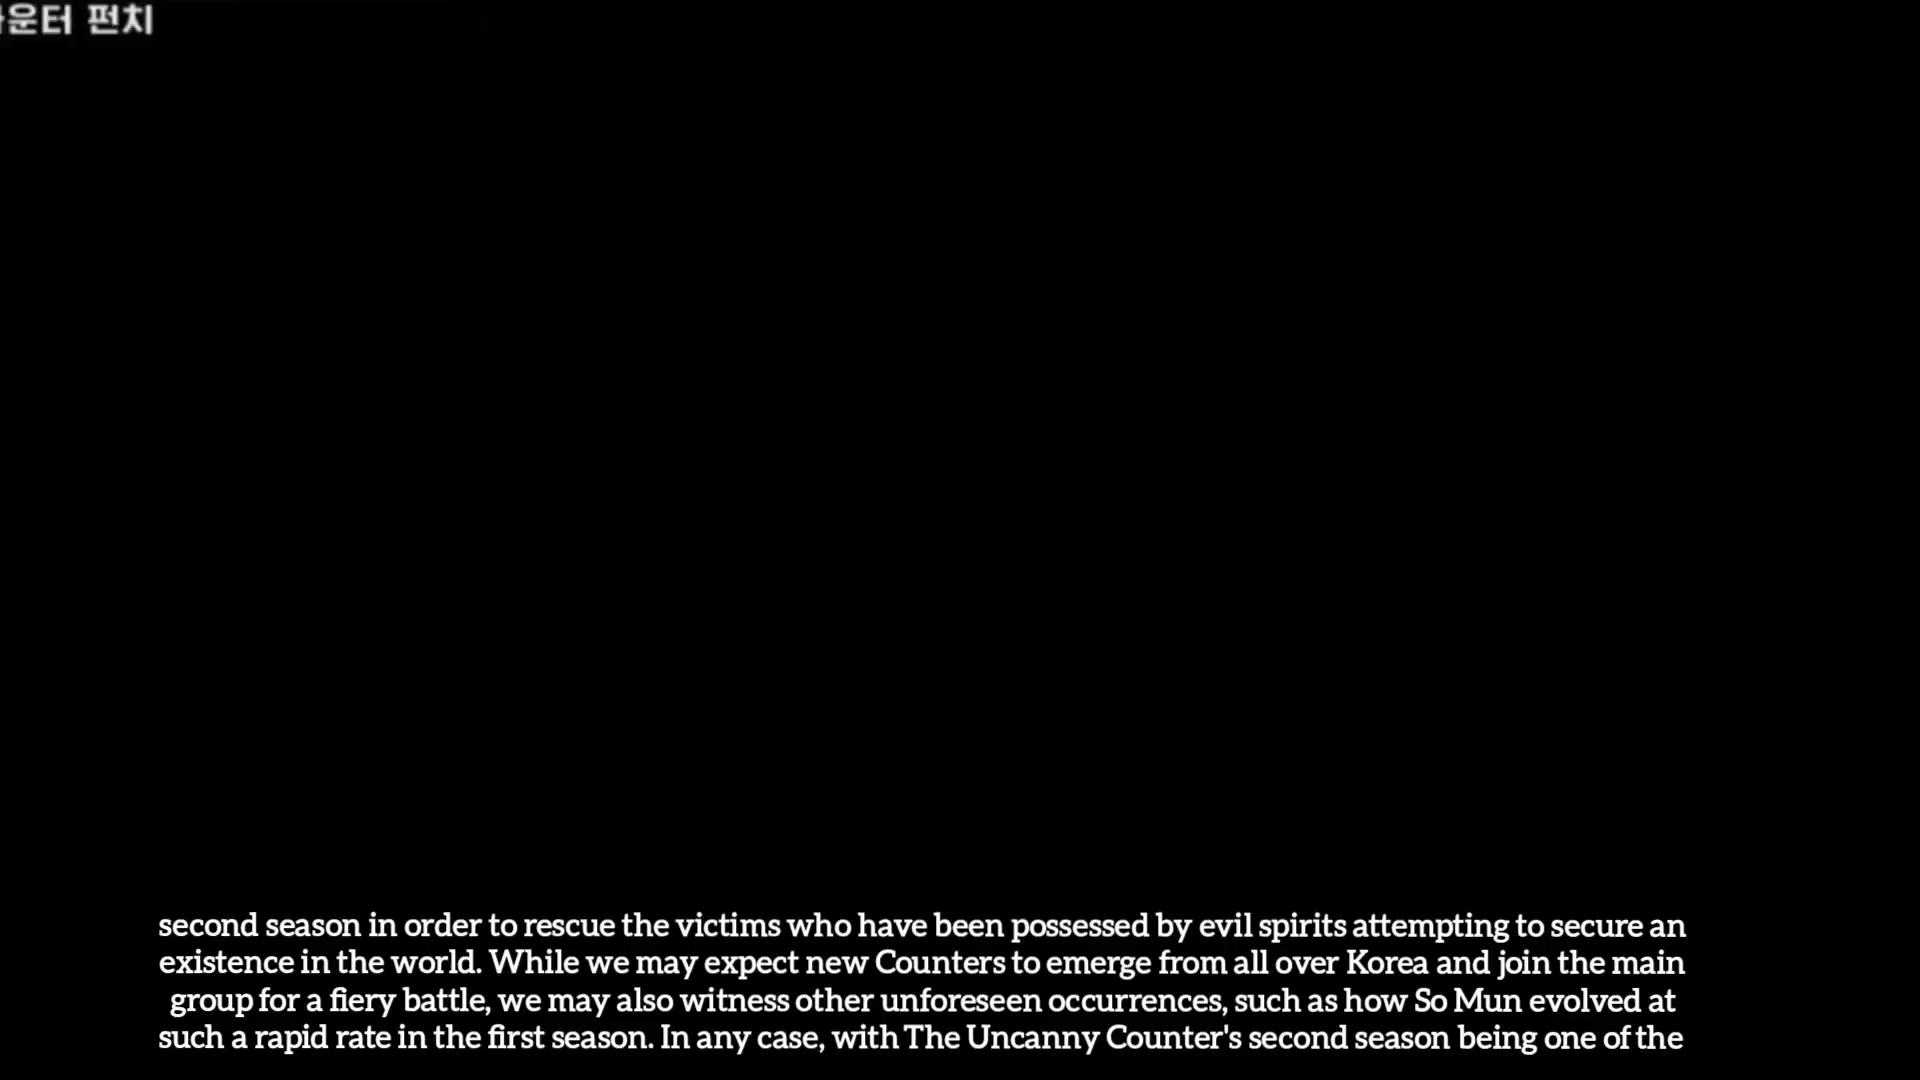 운터 펀치
second season in order to rescue the victims who have been possessed by evil spirits attempting to secure an
existence in the world. While we may expect new Counters to emerge from all over Korea and join the main
group for a fiery battle, we may also witness other unforeseen occurrences, such as how So Mun evolved at
such a rapid rate in the first season. In any case, with The Uncanny Counter's second season being one of the